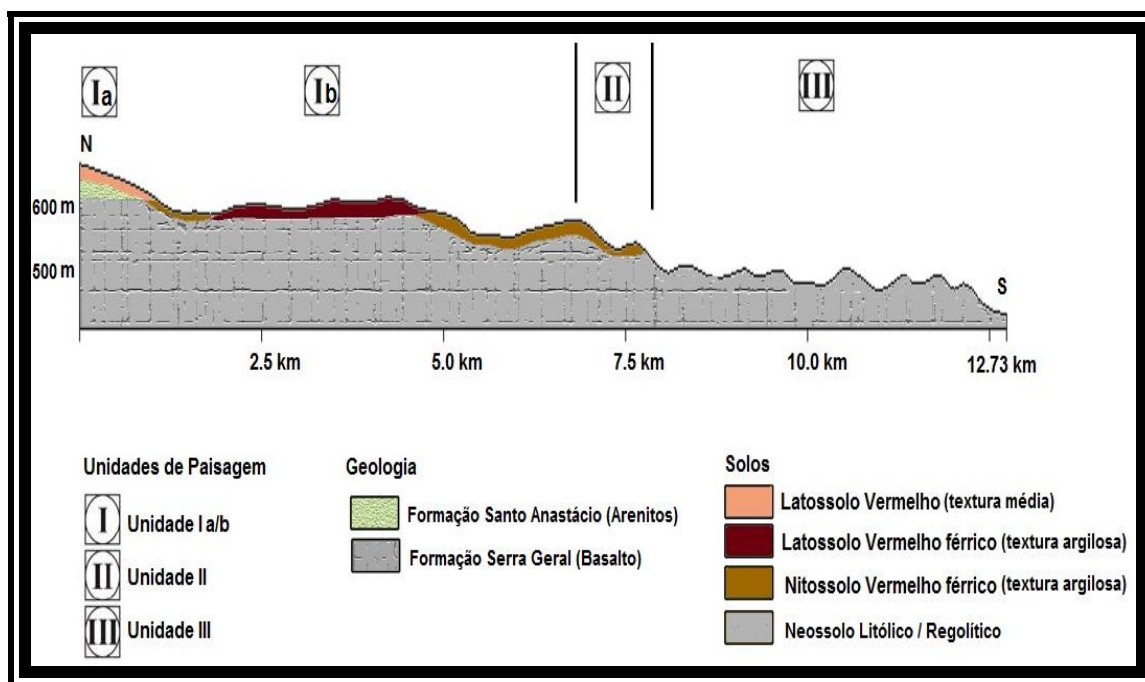 Ia
Ib
II
III
N
600 m
500 m
S
2.5 km
5.0 km
7.5 km
10.0 km
12.73 km
Unidades de Paisagem
I Unidade I a/b
II Unidade II
III Unidade III
Geologia
Formação Santo Anastácio (Arenitos)
Formação Serra Geral (Basalto)
Solos
Latossolo Vermelho (textura média)
Latossolo Vermelho férrico (textura argilosa)
Nitossolo Vermelho férrico (textura argilosa)
Neossolo Litólico / Regolítico